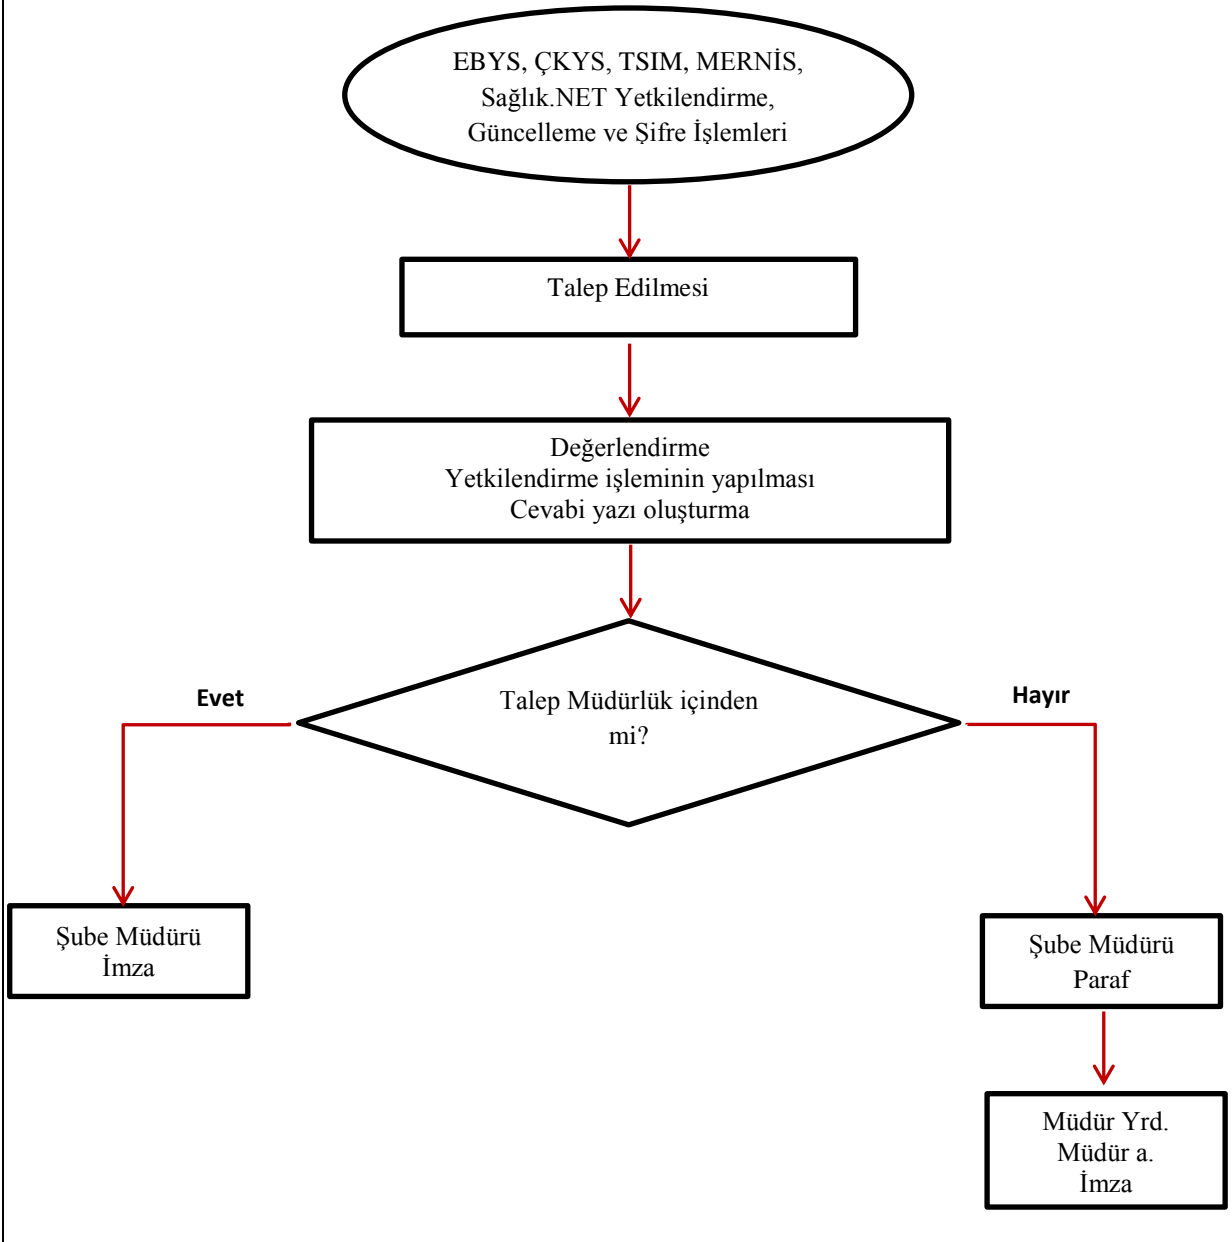 EBYS, ÇKYS, TSIM, MERNİS,
Sağlık.NET Yetkilendirme,
Güncelleme ve Şifre İşlemleri
Talep Edilmesi
Değerlendirme
Yetkilendirme işleminin yapılması
Cevabi yazı oluşturma
Talep Müdürlük içinden
mi?
Evet
Hayır
Şube Müdürü
İmza
Şube Müdürü
Paraf
Müdür Yrd.
Müdür a.
İmza